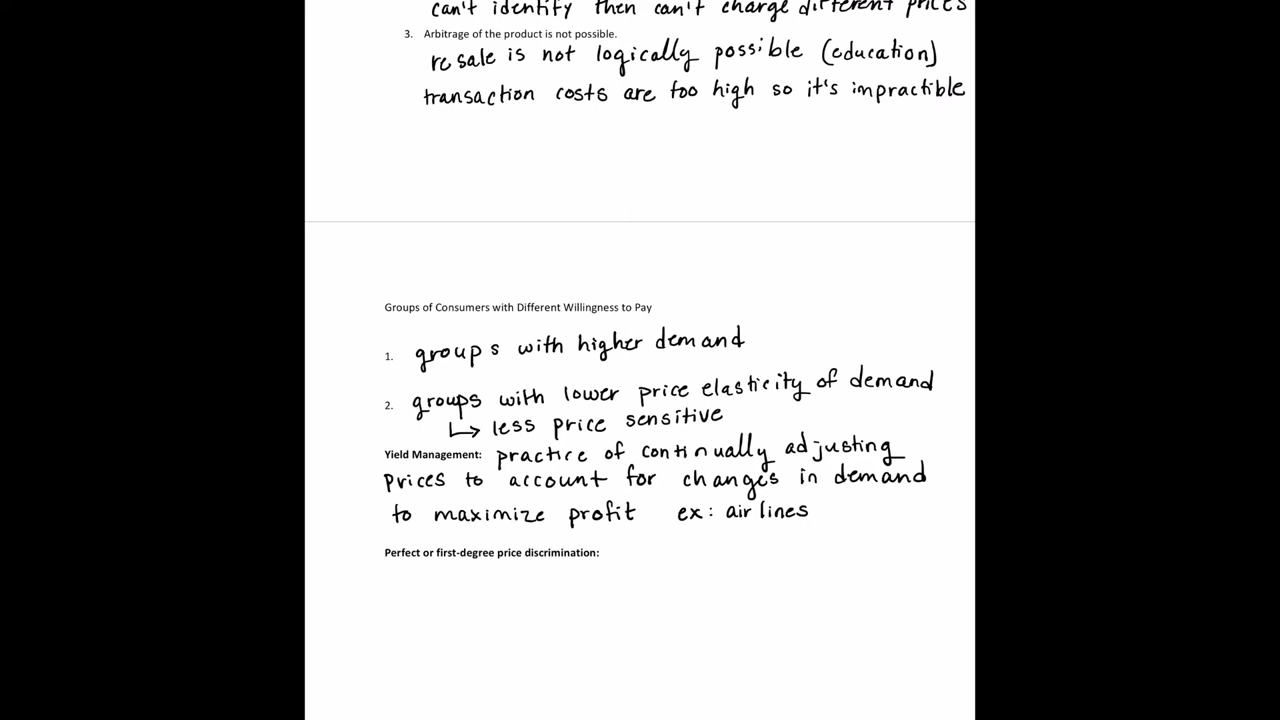 can't identify then can't charge different prices
3. Arbitrage of the product is not possible.
resale is not logically possible (education)
transaction costs are too high so it's impractible
Groups of Consumers with Different Willingness to Pay
1. groups with higher demand
2. groups with lower price elasticity of demand
↳ less price sensitive
Yield Management: practice of continually adjusting
prices to account for changes in demand
to maximize profit ex: airlines
Perfect or first-degree price discrimination: